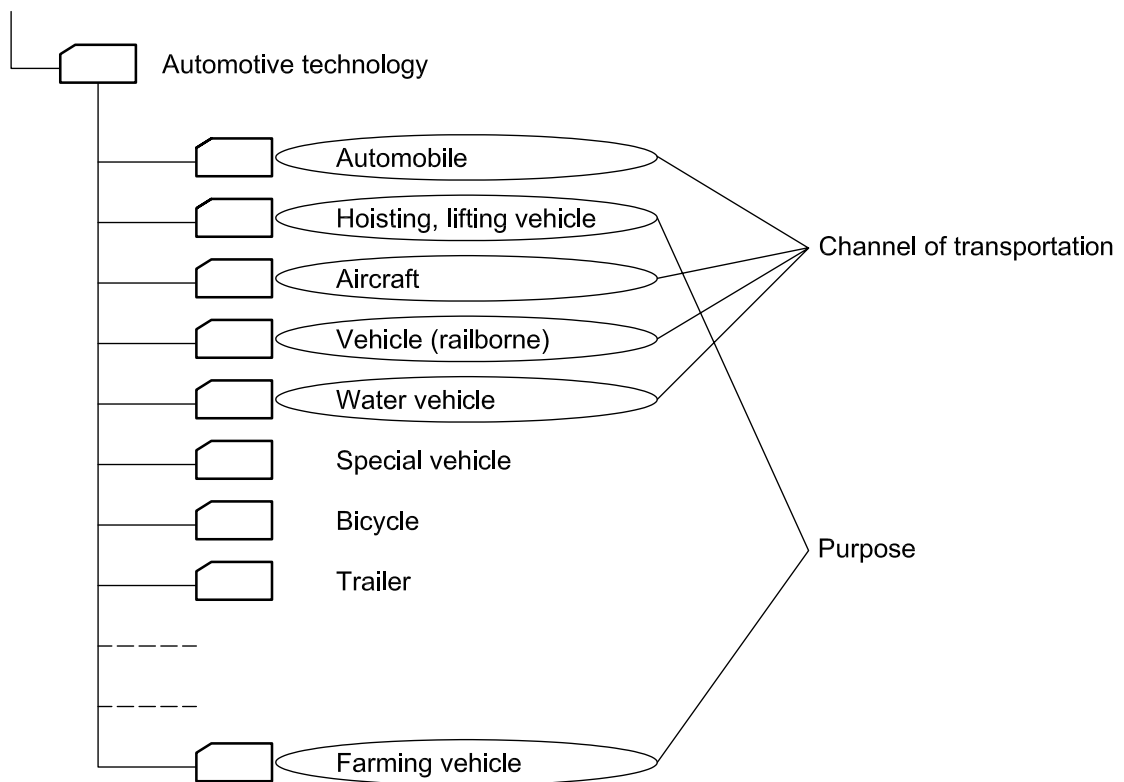 Automotive technology
Automobile
Hoisting, lifting vehicle
Channel of transportation
Aircraft
Vehicle (railborne)
Water vehicle
Special vehicle
Bicycle
Purpose
Trailer
Farming vehicle